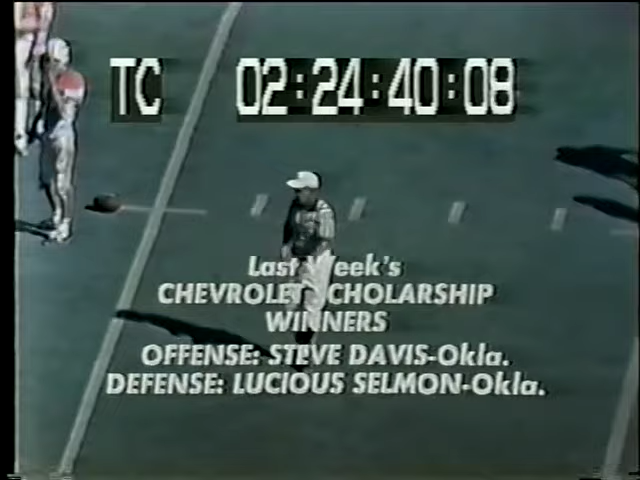 TC 02:24:40:08
Last Week's
CHEVROLET SCHOLARSHIP
WINNERS
OFFENSE: STEVE DAVIS-Okla.
DEFENSE: LUCIOUS SELMON-Okla.